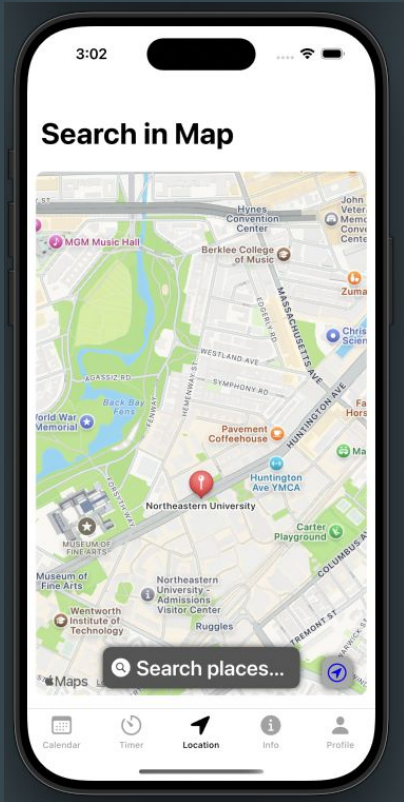 3:02
Search in Map
Hynes
Convention
Center
John
Veter
Memo
Conve
Cente
MGM Music Hall
Berklee College
of Music
Zuma
EDGERLY RD
MASSACHUSETTS AVE
Chris
Scien
WESTLAND AVE
AGASSIZ RD
SYMPHONY RD
Back Bay
Fens
FENWAY
HEMENWAY ST
HUNTINGTON AVE
Fa
Hors
World War
Memorial
Pavement
Coffeehouse
Ma
Huntington
Ave YMCA
FORSYTH WAY
Northeastern University
MUSEUM OF
FINE ARTS
Carter
Playground
COLUMBUS A
Museum of
Fine Arts
Northeastern
University -
Admissions
Visitor Center
Wentworth
Institute of
Technology
Ruggles
TREMONT ST
Search places...
Maps
Calendar
Timer
Location
Info
Profile